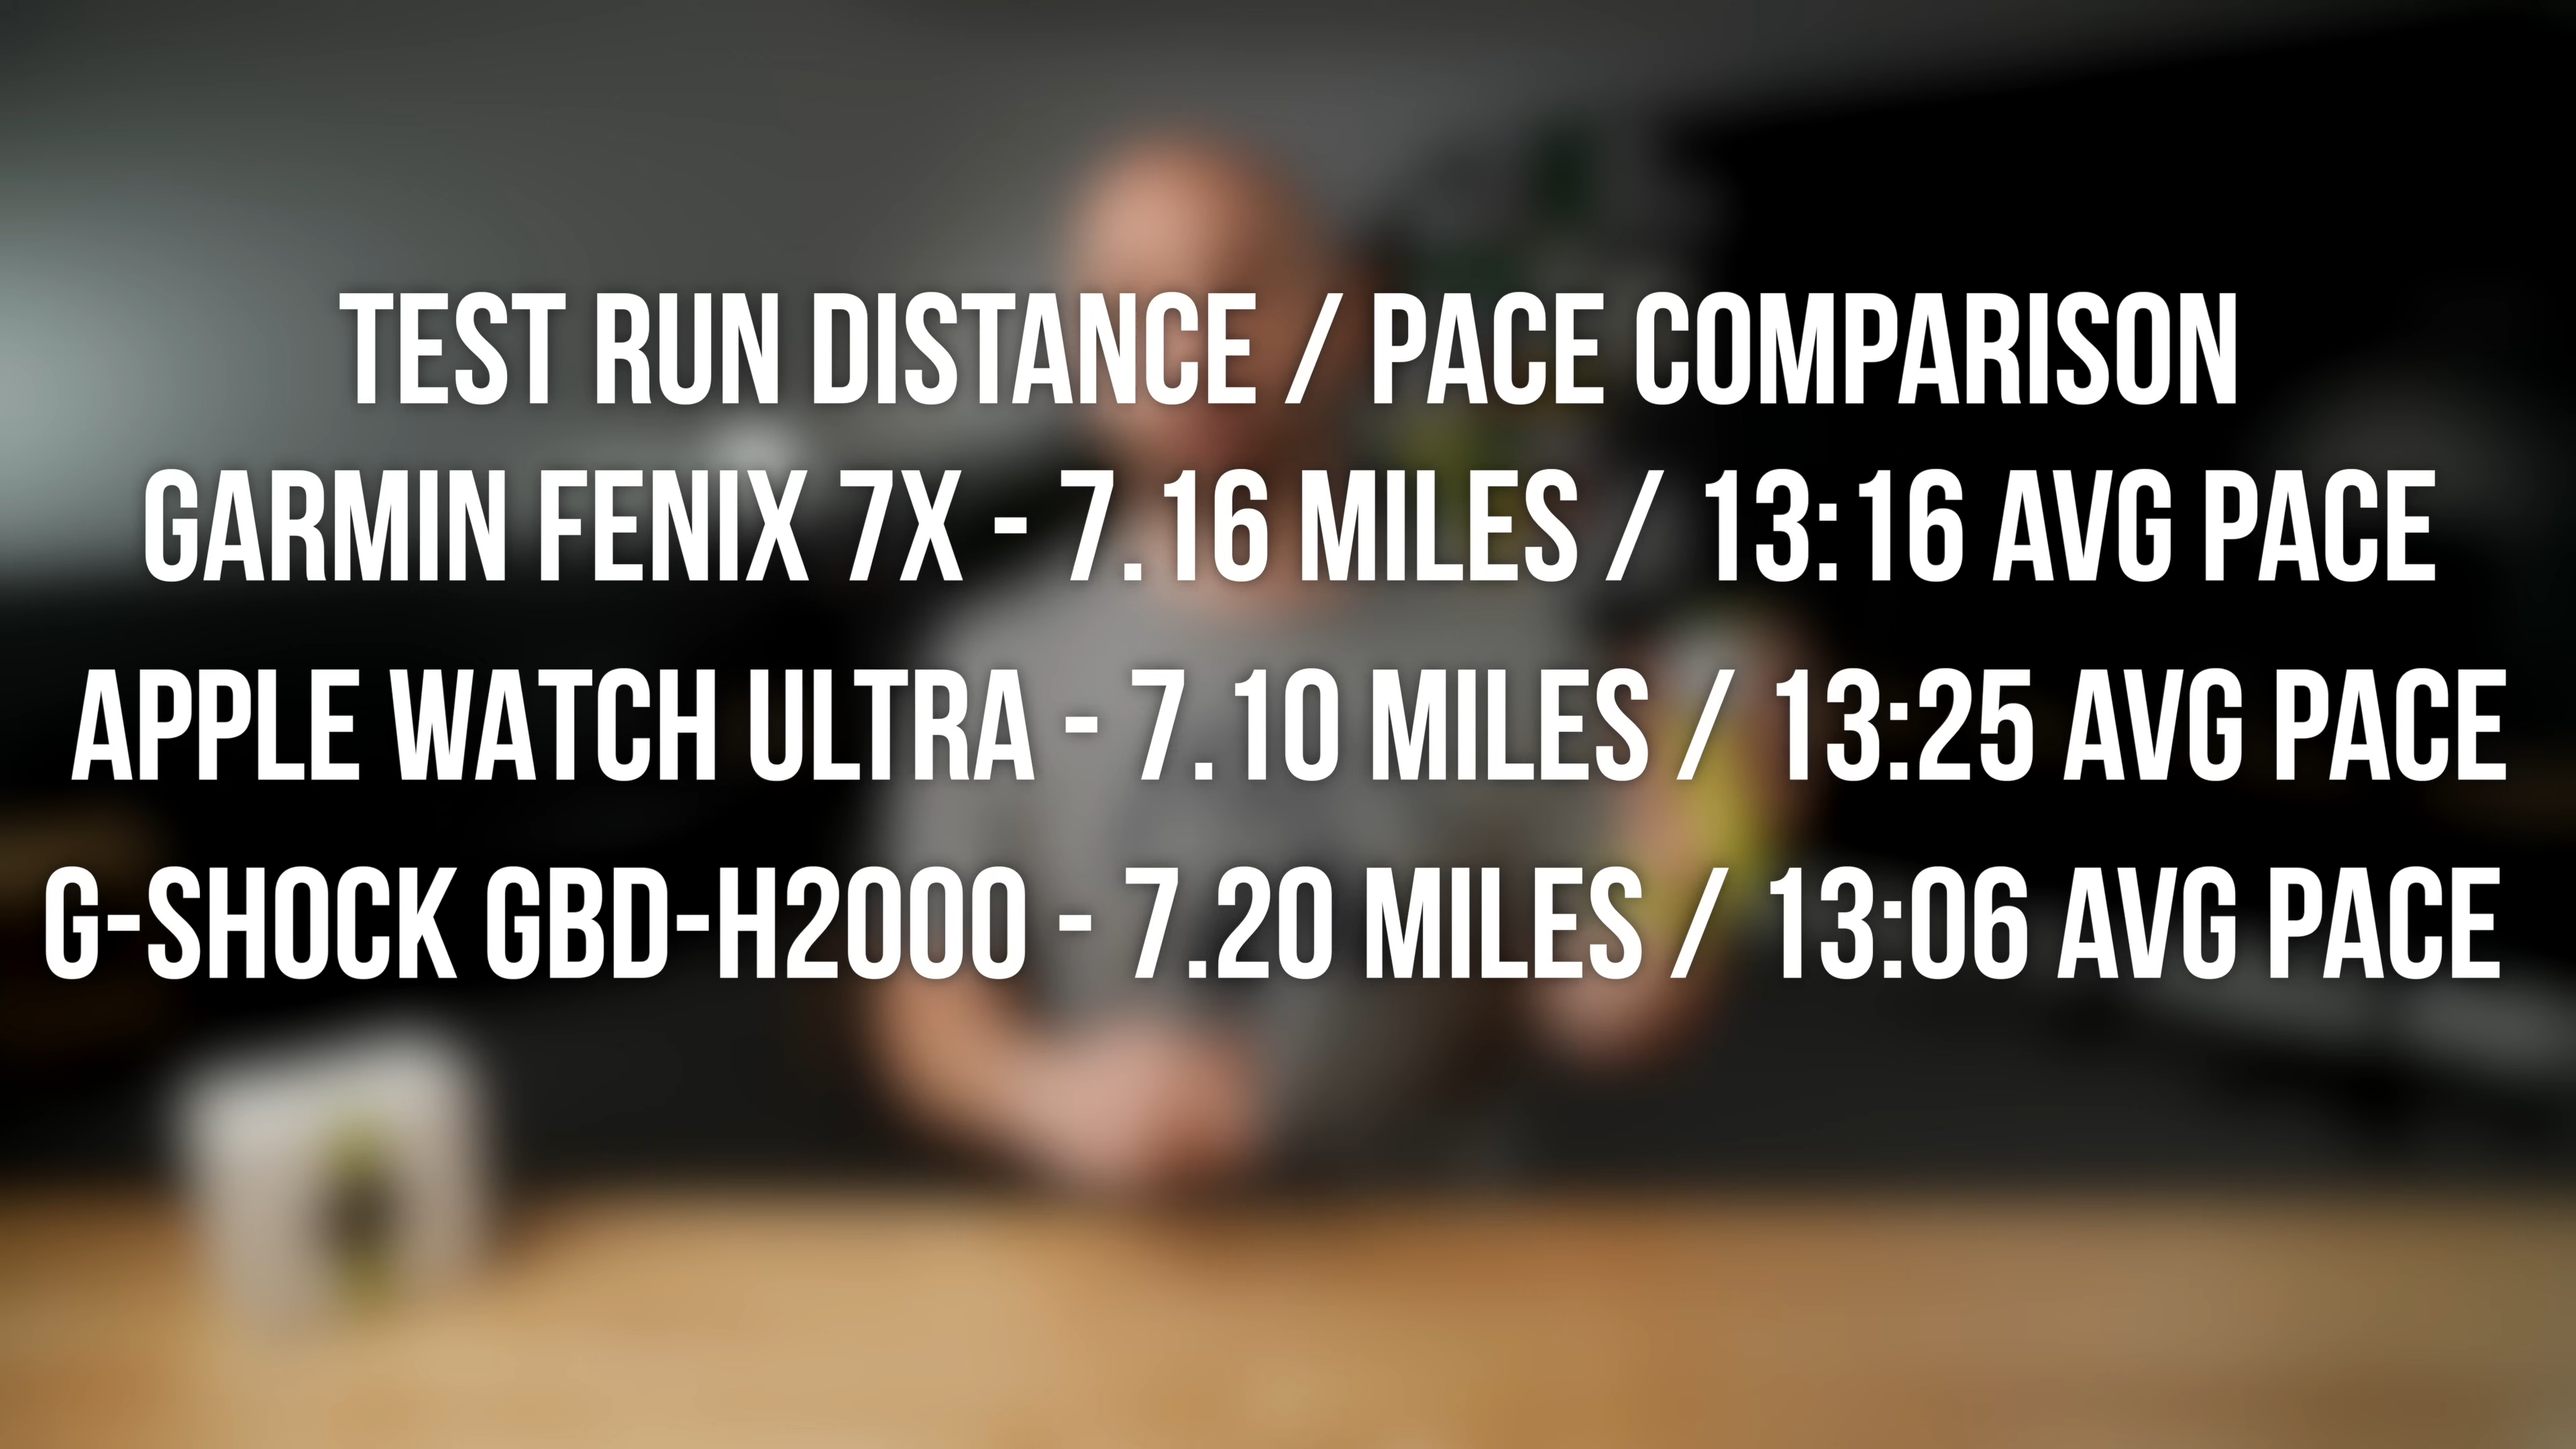 TEST RUN DISTANCE / PACE COMPARISON
GARMIN FENIX 7X - 7.16 MILES / 13:16 AVG PACE
APPLE WATCH ULTRA - 7.10 MILES / 13:25 AVG PACE
G-SHOCK GBD-H2000 - 7.20 MILES / 13:06 AVG PACE